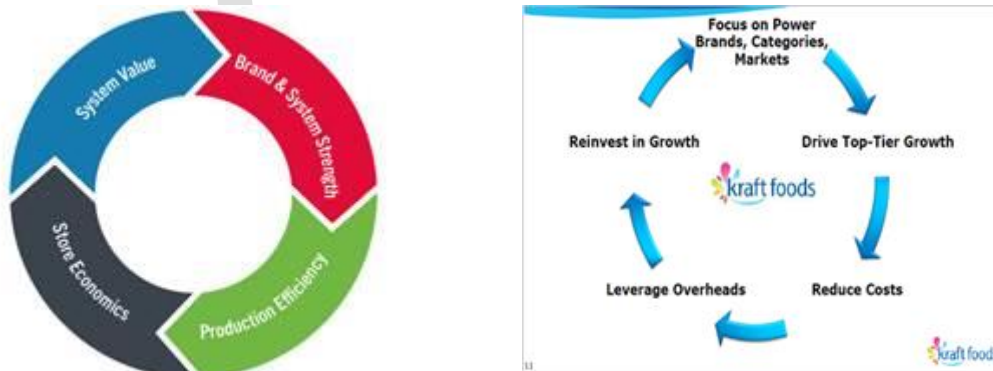 System Value
Brand & System Strength
Production Efficiency
Store Economics
Focus on Power
Brands, Categories,
Markets
Reinvest in Growth
Drive Top-Tier Growth
kraft foods
Leverage Overheads
Reduce Costs
kraft food